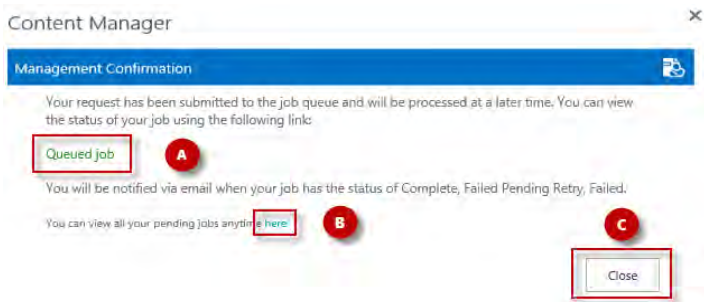 Content Manager
Management Confirmation
Your request has been submitted to the job queue and will be processed at a later time. You can view
the status of your job using the following link:
Queued job
A
You will be notified via email when your job has the status of Complete, Failed Pending Retry, Failed.
You can view all your pending jobs anytime here
B
C
Close